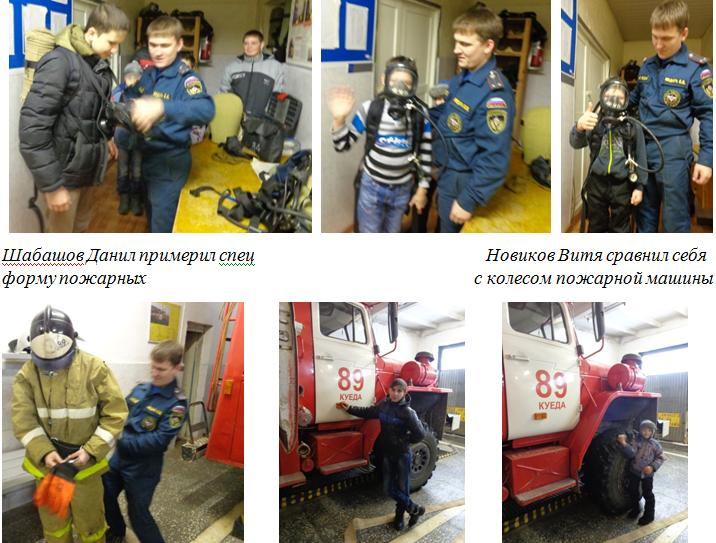 Шабашов Данил примерил спец
форму пожарных
Новиков Витя сравнил себя
с колесом пожарной машины
89
КУЕДА
89
КУЕДА